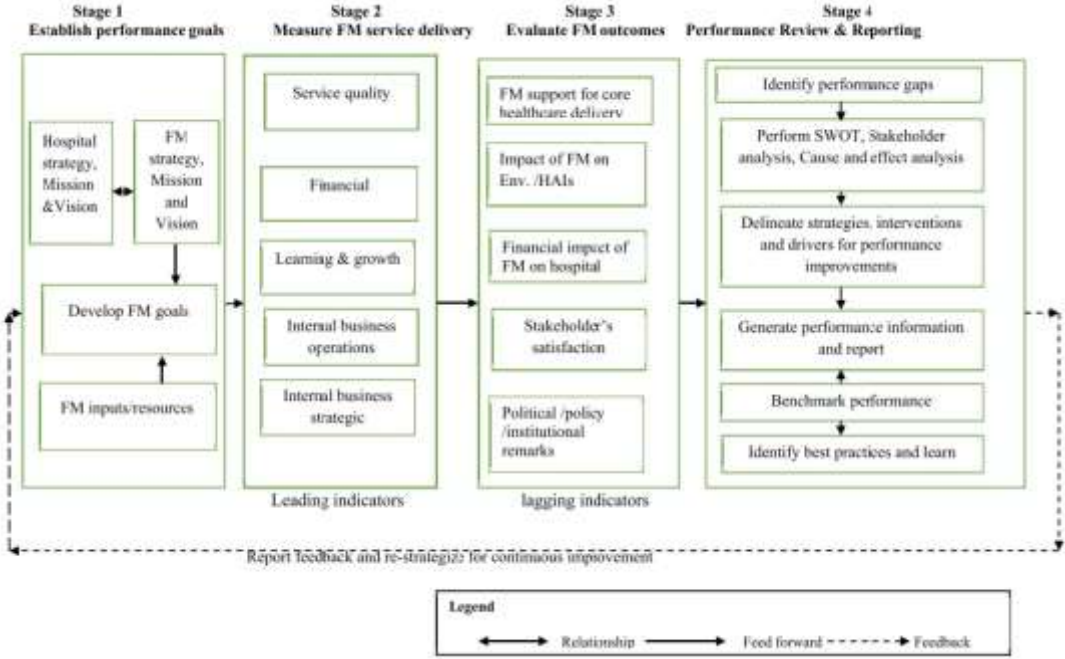 Stage 1
Establish performance goals
Stage 2
Measure FM service delivery
Stage 3
Evaluate FM outcomes
Stage 4
Performance Review & Reporting
Hospital
strategy,
Mission
&Vision
FM
strategy,
Mission
and
Vision
Develop FM goals
FM inputs/resources
Service quality
Financial
Learning & growth
Internal business
operations
Internal business
strategic
Leading indicators
FM support for core
healthcare delivery
Impact of FM on
Env. /HAIs
Financial impact of
FM on hospital
Stakeholder's
satisfaction
Political /policy
/institutional
remarks
lagging indicators
Identify performance gaps
Perform SWOT, Stakeholder
analysis, Cause and effect analysis
Delineate strategies, interventions
and drivers for performance
improvements
Generate performance information
and report
Benchmark performance
Identify best practices and learn
Report feedback and re-strategize for continuous improvement
Legend
Relationship
Feed forward
Feedback